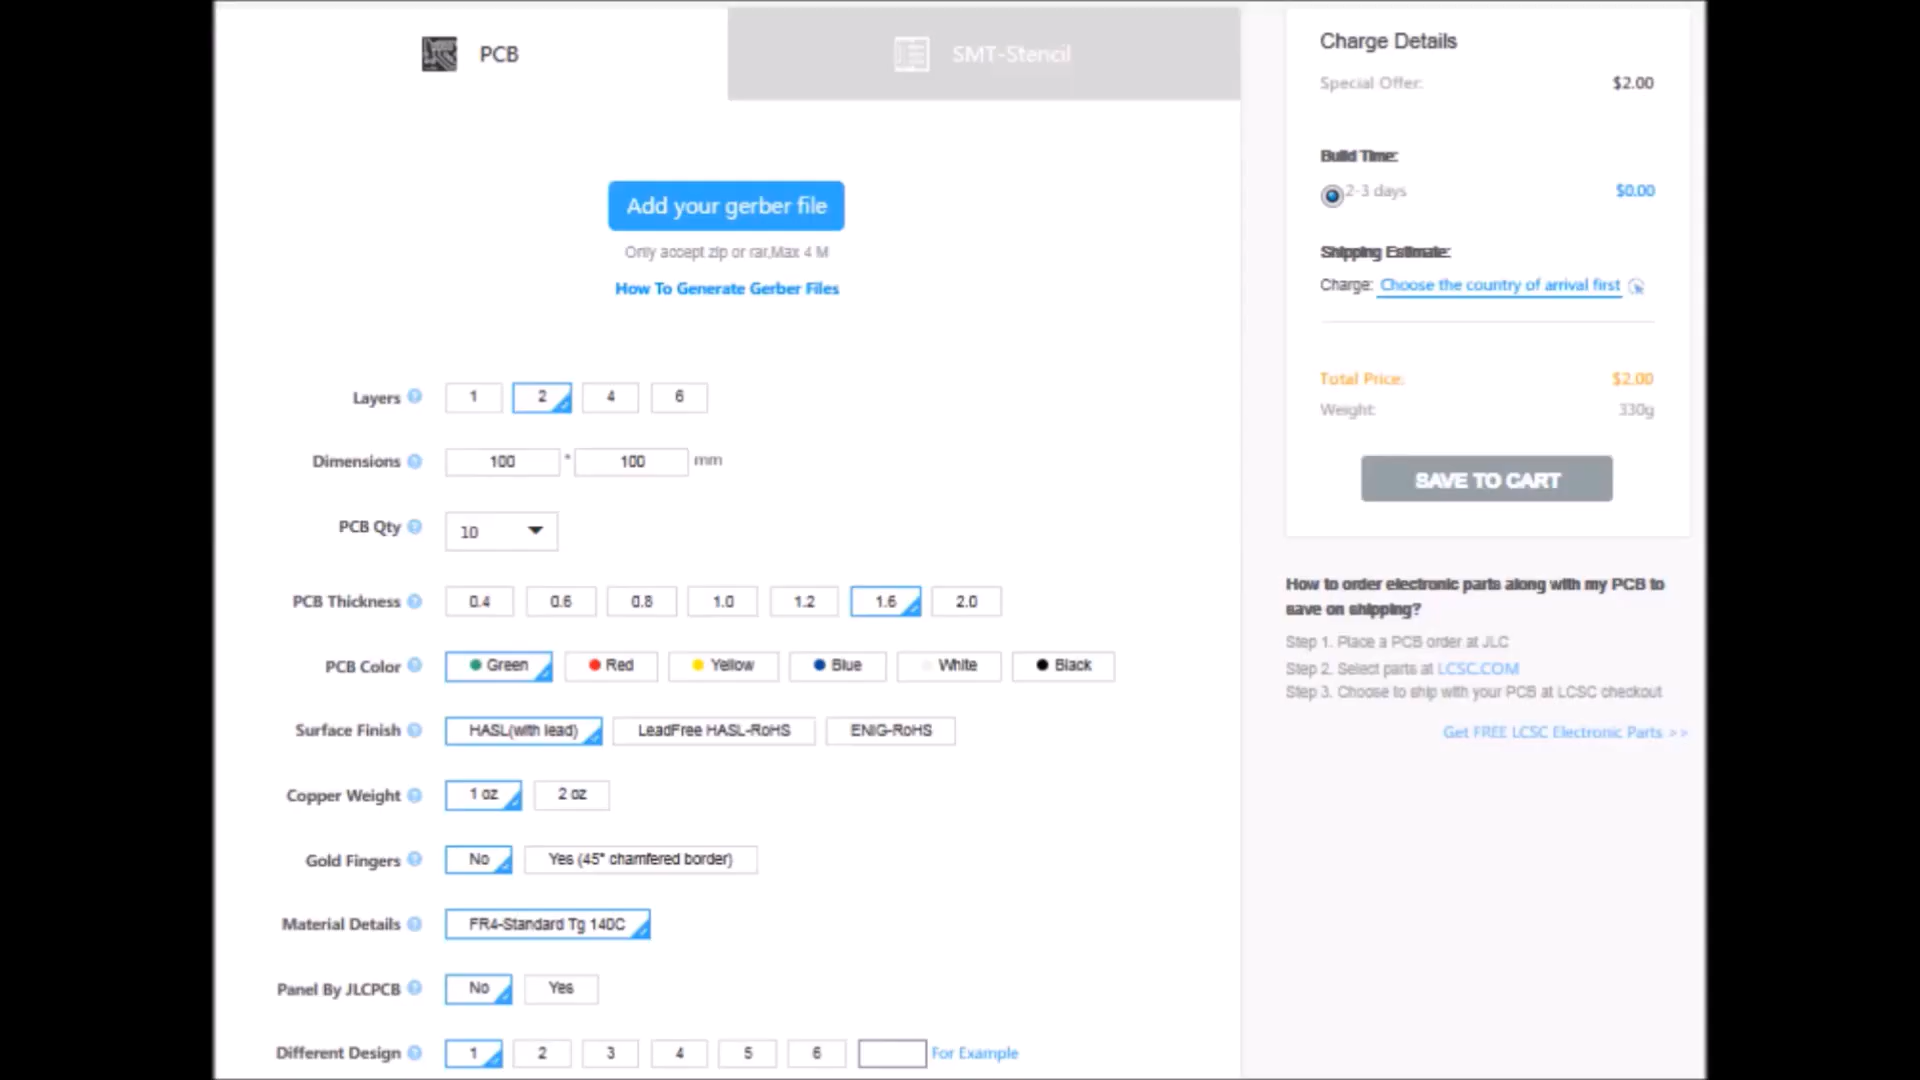 PCB
SMT-Stencil
Add your gerber file
Only accept zip or rar,Max 4 M
How To Generate Gerber Files
Layers 1 2 4 6
Dimensions 100 * 100 mm
PCB Qty 10
PCB Thickness 0.4 0.6 0.8 1.0 1.2 1.6 2.0
PCB Color Green Red Yellow Blue White Black
Surface Finish HASL(with lead) LeadFree HASL-RoHS ENIG-RoHS
Copper Weight 1 oz 2 oz
Gold Fingers No Yes (45° chamfered border)
Material Details FR4-Standard Tg 140C
Panel By JLCPCB No Yes
Different Design 1 2 3 4 5 6 For Example
Charge Details
Special Offer: $2.00
Build Time:
2-3 days $0.00
Shipping Estimate:
Charge: Choose the country of arrival first
Total Price: $2.00
Weight: 330g
SAVE TO CART
How to order electronic parts along with my PCB to
save on shipping?
Step 1. Place a PCB order at JLC
Step 2. Select parts at LCSC.COM
Step 3. Choose to ship with your PCB at LCSC checkout
Get FREE LCSC Electronic Parts >>